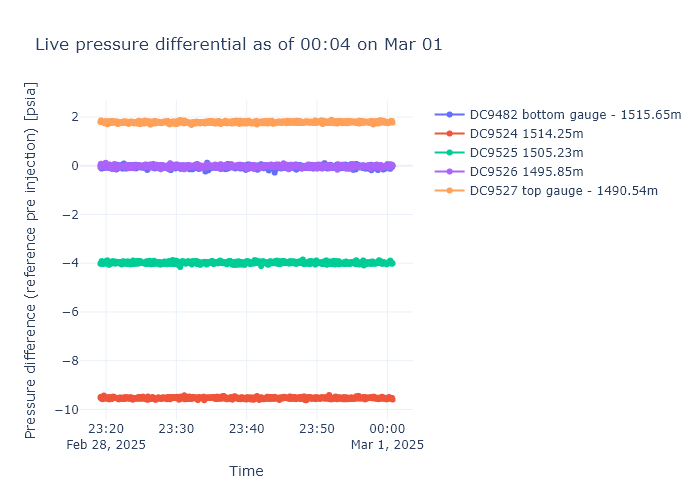 Live pressure differential as of 00:04 on Mar 01
Pressure difference (reference pre injection) [psia]
2
0
−2
−4
−6
−8
−10
23:20
Feb 28, 2025
23:30
23:40
23:50
00:00
Mar 1, 2025
Time
DC9482 bottom gauge - 1515.65m
DC9524 1514.25m
DC9525 1505.23m
DC9526 1495.85m
DC9527 top gauge - 1490.54m